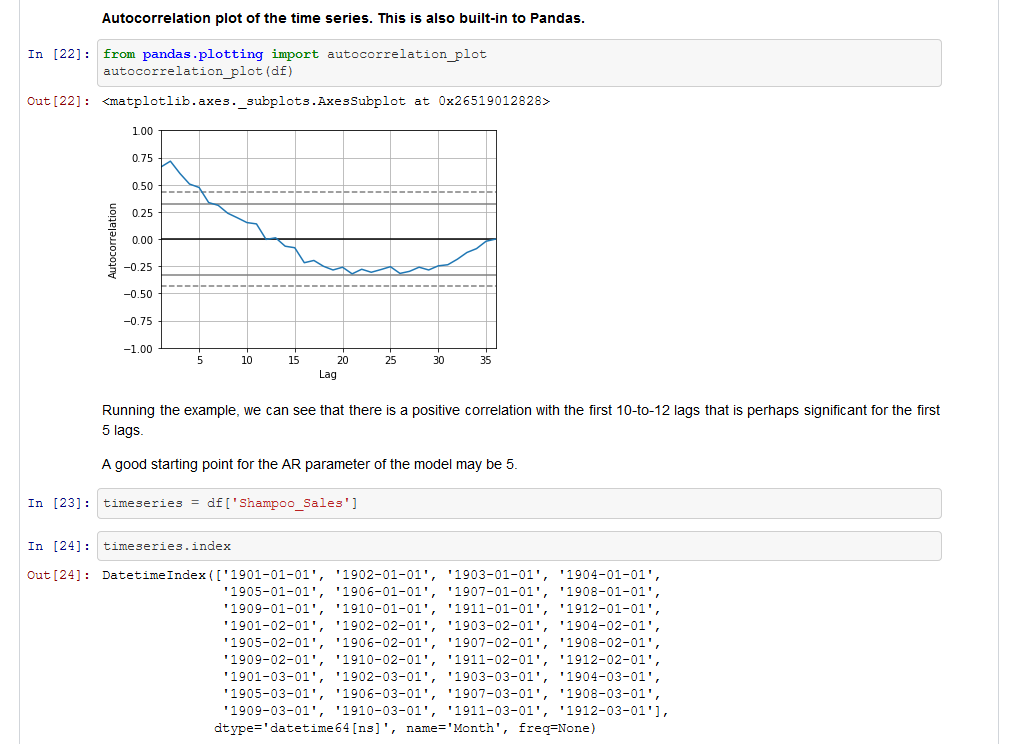 Autocorrelation plot of the time series. This is also built-in to Pandas.
In [22]: from pandas.plotting import autocorrelation_plot
autocorrelation_plot(df)
Out[22]: <matplotlib.axes._subplots.AxesSubplot at 0x26519012828>
1.00
0.75
0.50
0.25
0.00
−0.25
−0.50
−0.75
−1.00
Autocorrelation
5 10 15 20 25 30 35
Lag
Running the example, we can see that there is a positive correlation with the first 10-to-12 lags that is perhaps significant for the first
5 lags.
A good starting point for the AR parameter of the model may be 5.
In [23]: timeseries = df['Shampoo_Sales']
In [24]: timeseries.index
Out[24]: DatetimeIndex(['1901-01-01', '1902-01-01', '1903-01-01', '1904-01-01',
'1905-01-01', '1906-01-01', '1907-01-01', '1908-01-01',
'1909-01-01', '1910-01-01', '1911-01-01', '1912-01-01',
'1901-02-01', '1902-02-01', '1903-02-01', '1904-02-01',
'1905-02-01', '1906-02-01', '1907-02-01', '1908-02-01',
'1909-02-01', '1910-02-01', '1911-02-01', '1912-02-01',
'1901-03-01', '1902-03-01', '1903-03-01', '1904-03-01',
'1905-03-01', '1906-03-01', '1907-03-01', '1908-03-01',
'1909-03-01', '1910-03-01', '1911-03-01', '1912-03-01'],
dtype='datetime64[ns]', name='Month', freq=None)